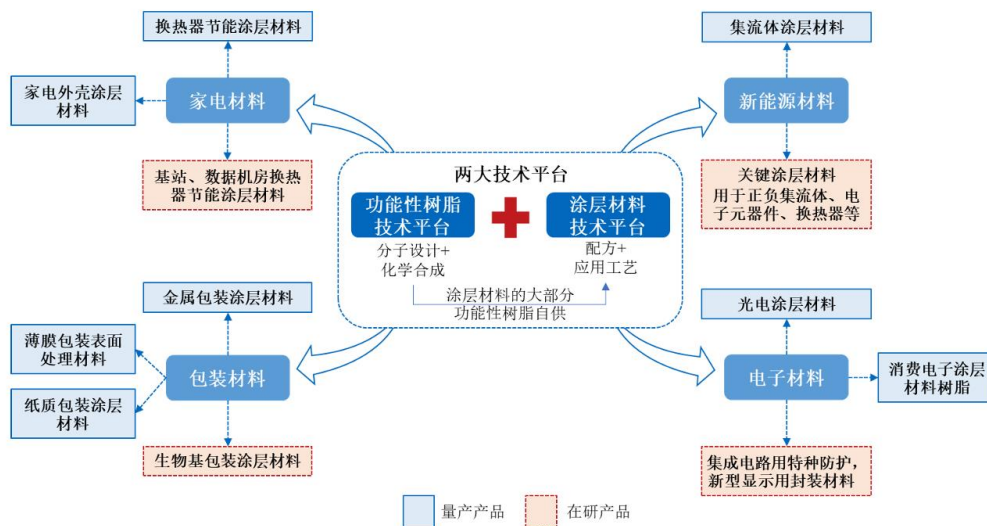 换热器节能涂层材料
家电外壳涂层
材料
家电材料
基站、数据机房换热
器节能涂层材料
集流体涂层材料
新能源材料
关键涂层材料
用于正负集流体、电
子元器件、换热器等
两大技术平台
功能性树脂
技术平台
分子设计+
化学合成
涂层材料
技术平台
配方+
应用工艺
涂层材料的大部分
功能性树脂自供
金属包装涂层材料
薄膜包装表面
处理材料
纸质包装涂层
材料
包装材料
生物基包装涂层材料
光电涂层材料
电子材料
消费电子涂层
材料树脂
集成电路用特种防护，
新型显示用封装材料
量产产品
在研产品